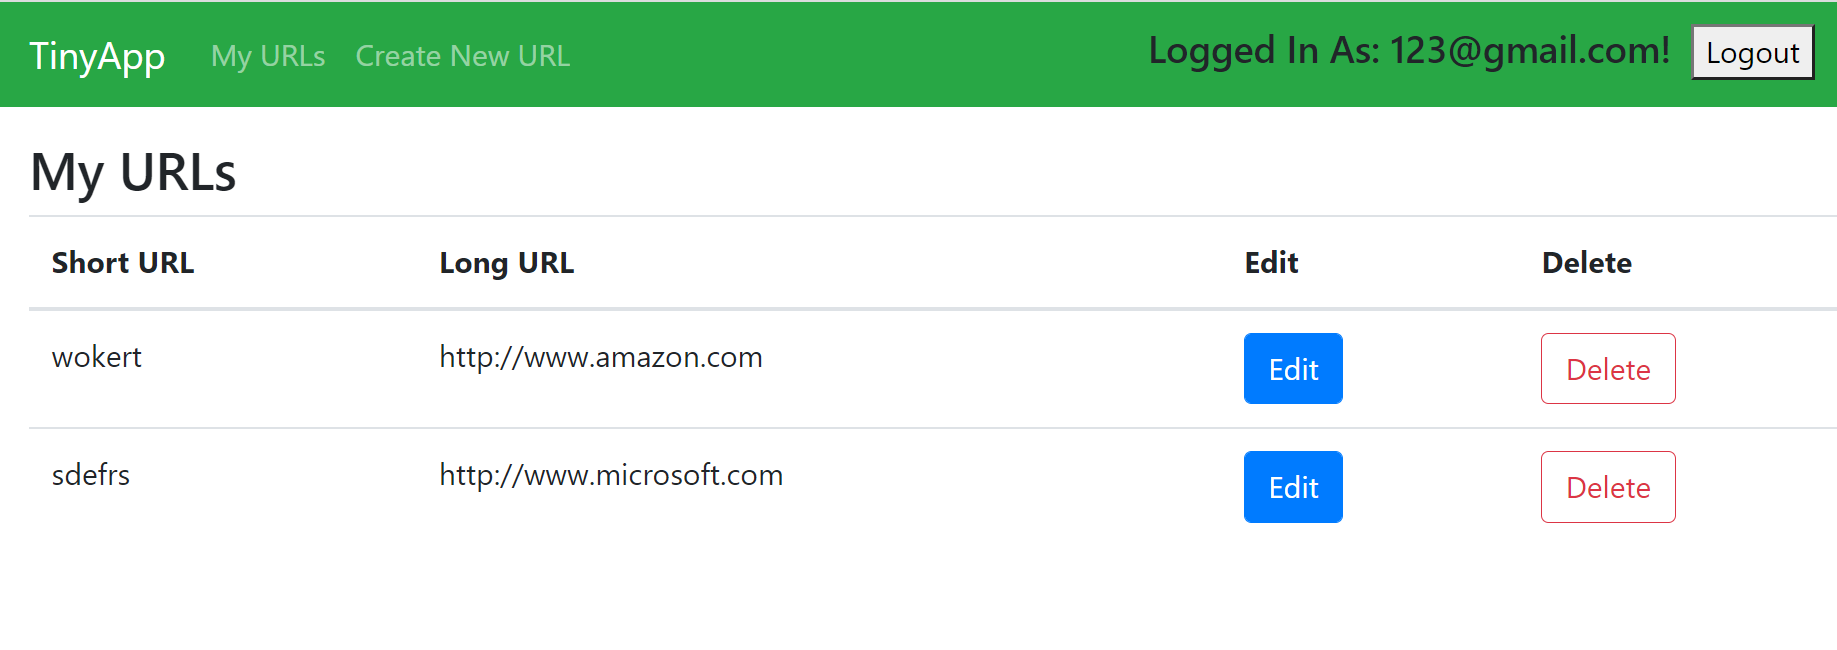 TinyApp My URLs Create New URL Logged In As: 123@gmail.com! Logout
My URLs
Short URL Long URL Edit Delete
wokert http://www.amazon.com Edit Delete
sdefrs http://www.microsoft.com Edit Delete